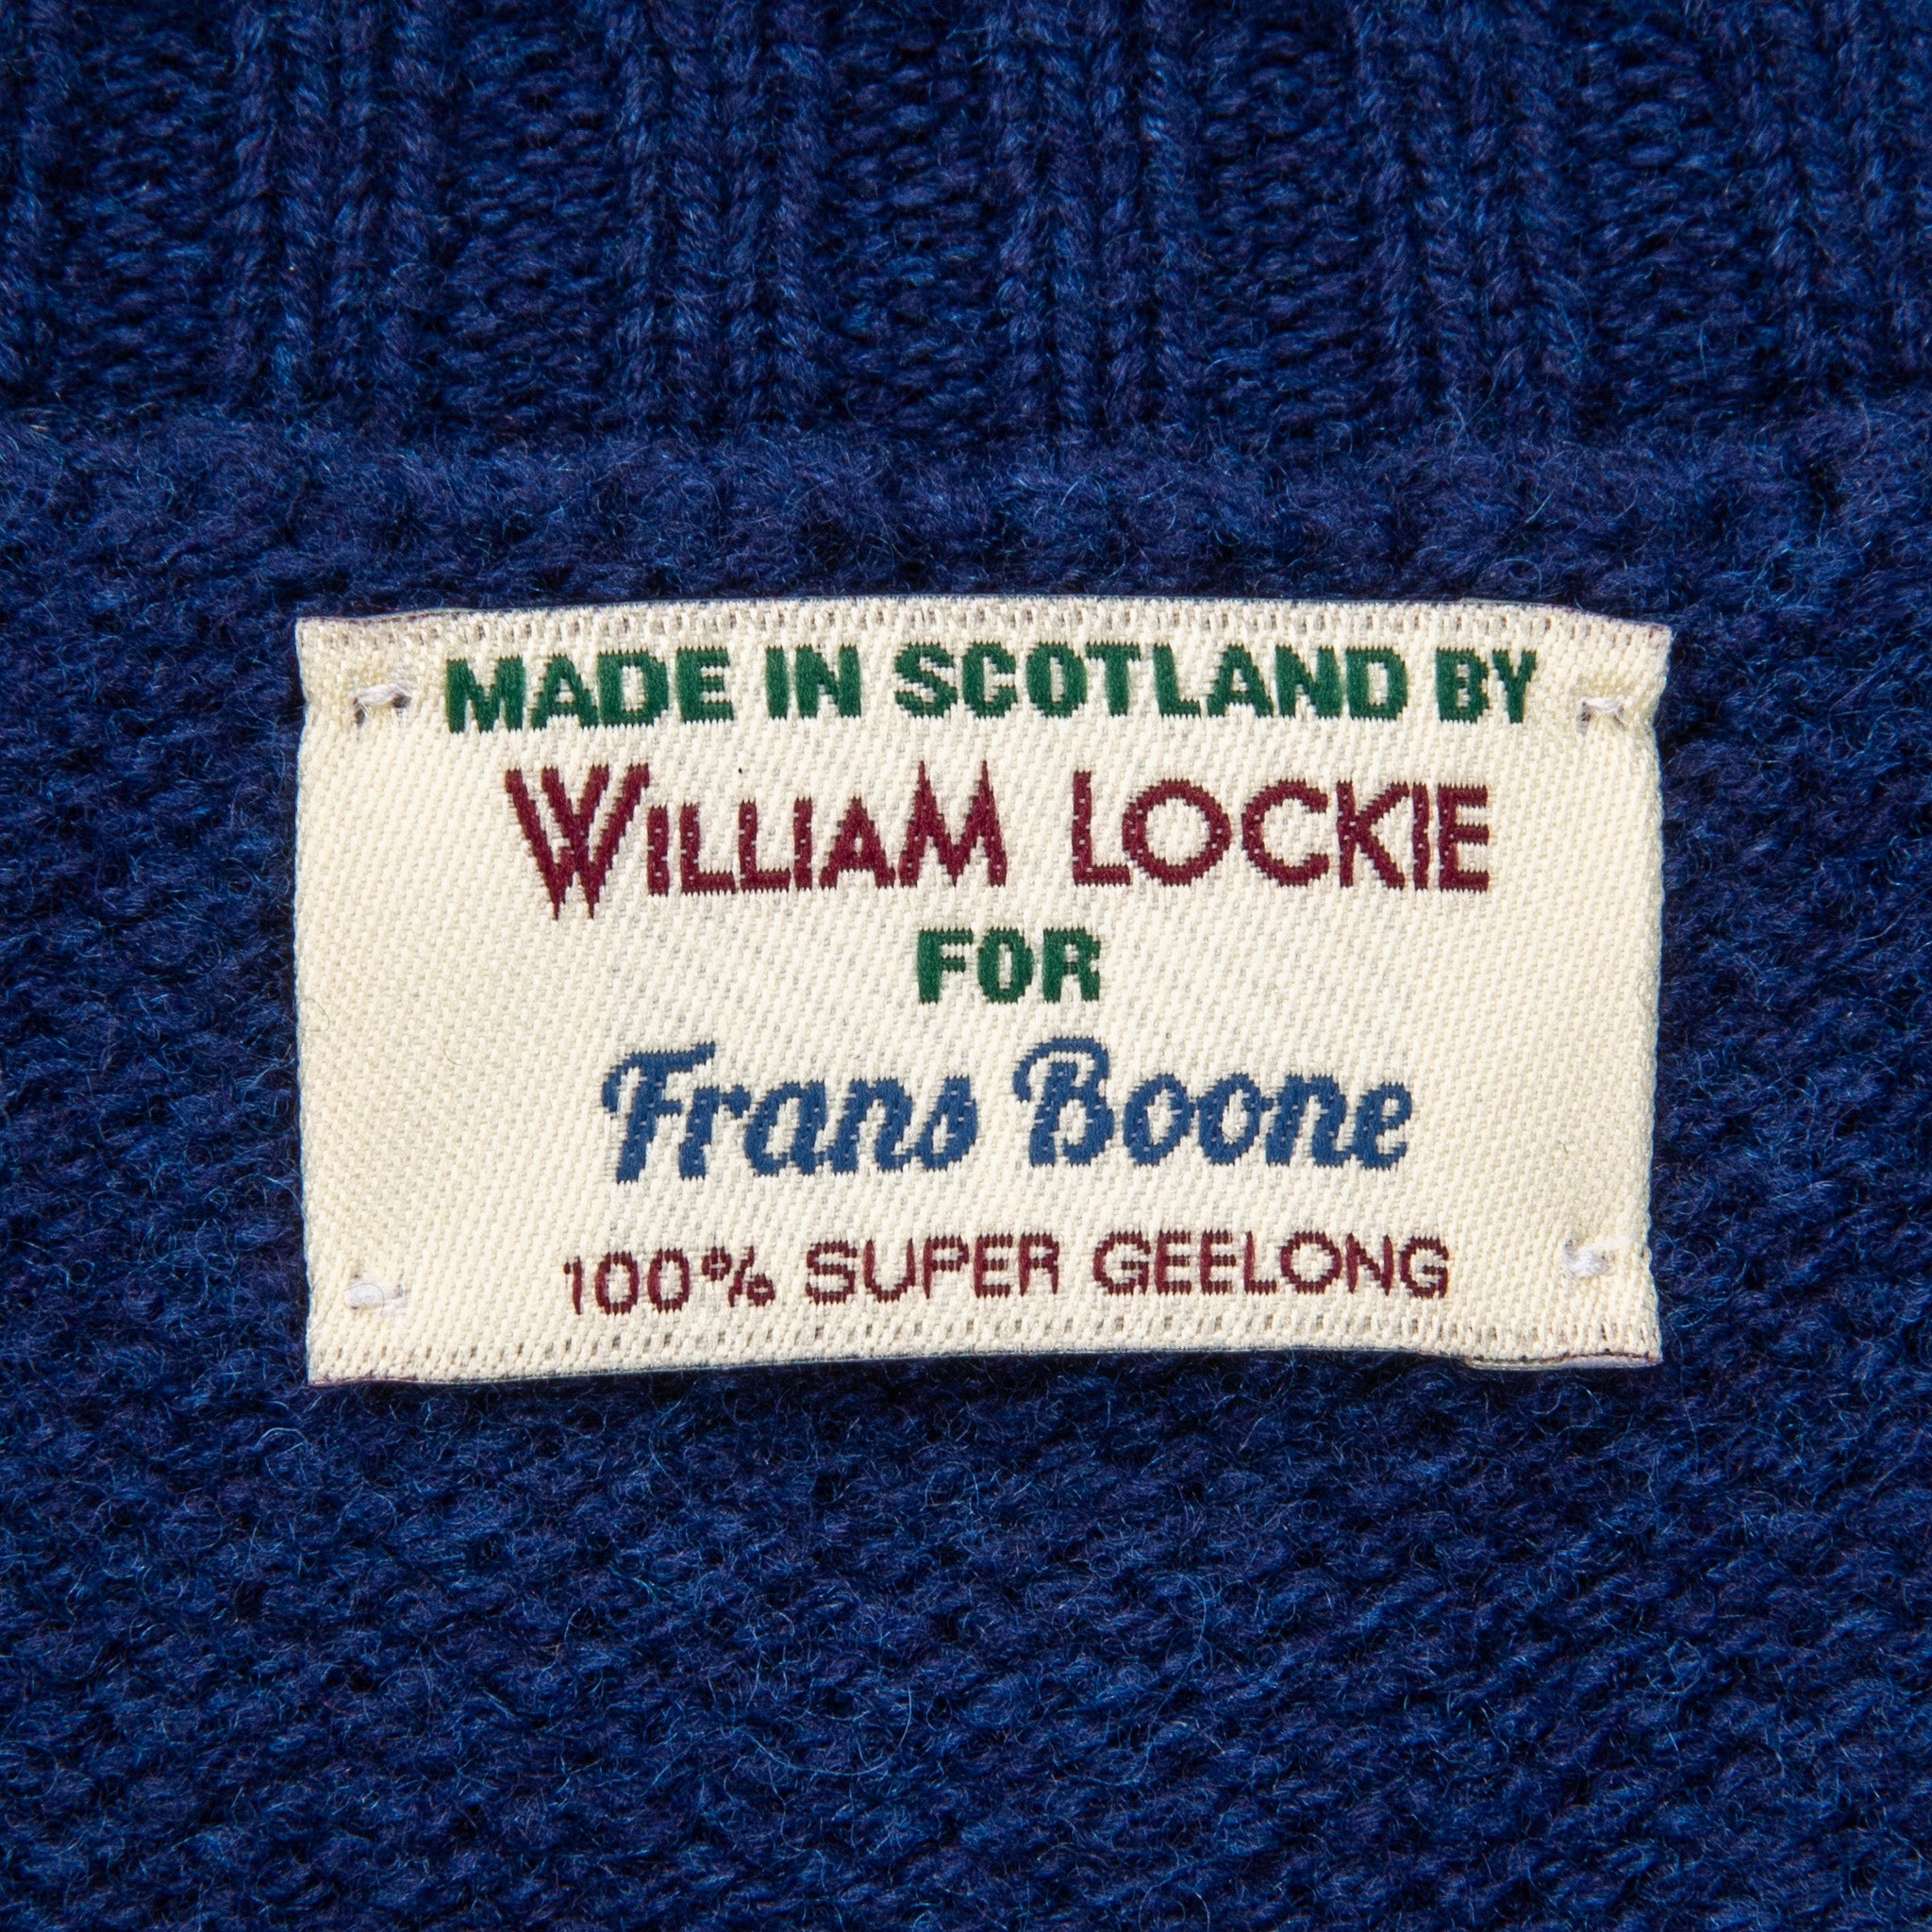 MADE IN SCOTLAND BY
WILLIAM LOCKIE
FOR
Frans Boone
100% SUPER GEELONG